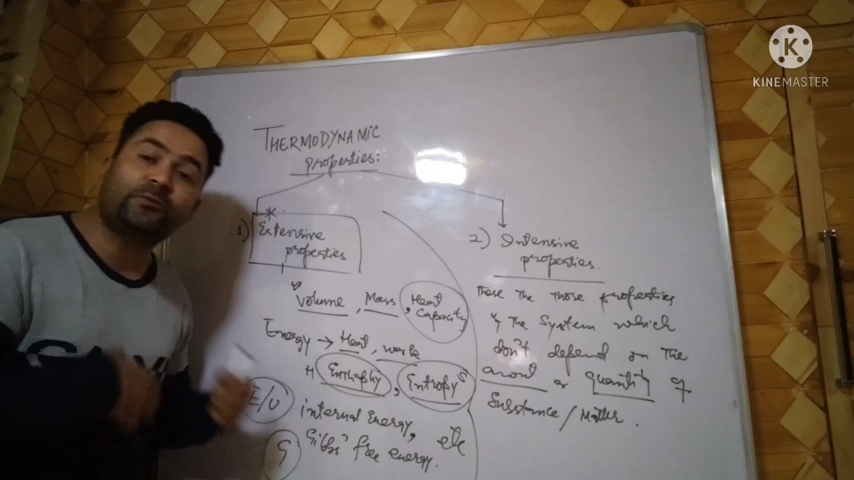 K
KINEMASTER
THERMODYNAMIC
properties:
1) Extensive
properties
Volume, Mass, Heat
Capacity
Energy → Heat, work
H Enthalpy, Entropy S
E/U internal Energy, etc
G Gibbs' free energy.
2) Intensive
properties.
These the those properties
of the System which
don't depend on the
amout or Quantity of
Substance/Matter.